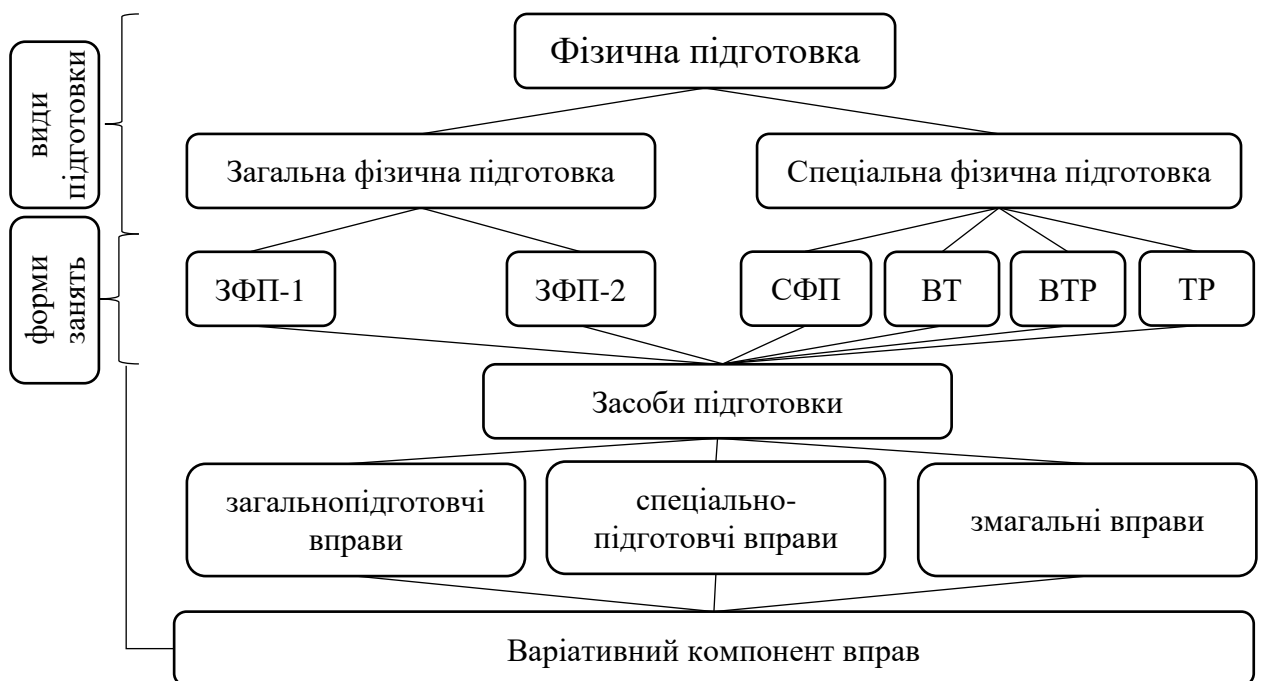 Фізична підготовка
види
підготовки
Загальна фізична підготовка
Спеціальна фізична підготовка
форми
занять
ЗФП-1
ЗФП-2
СФП
ВТ
ВТР
ТР
Засоби підготовки
загальнопідготовчі
вправи
спеціально-
підготовчі вправи
змагальні вправи
Варіативний компонент вправ